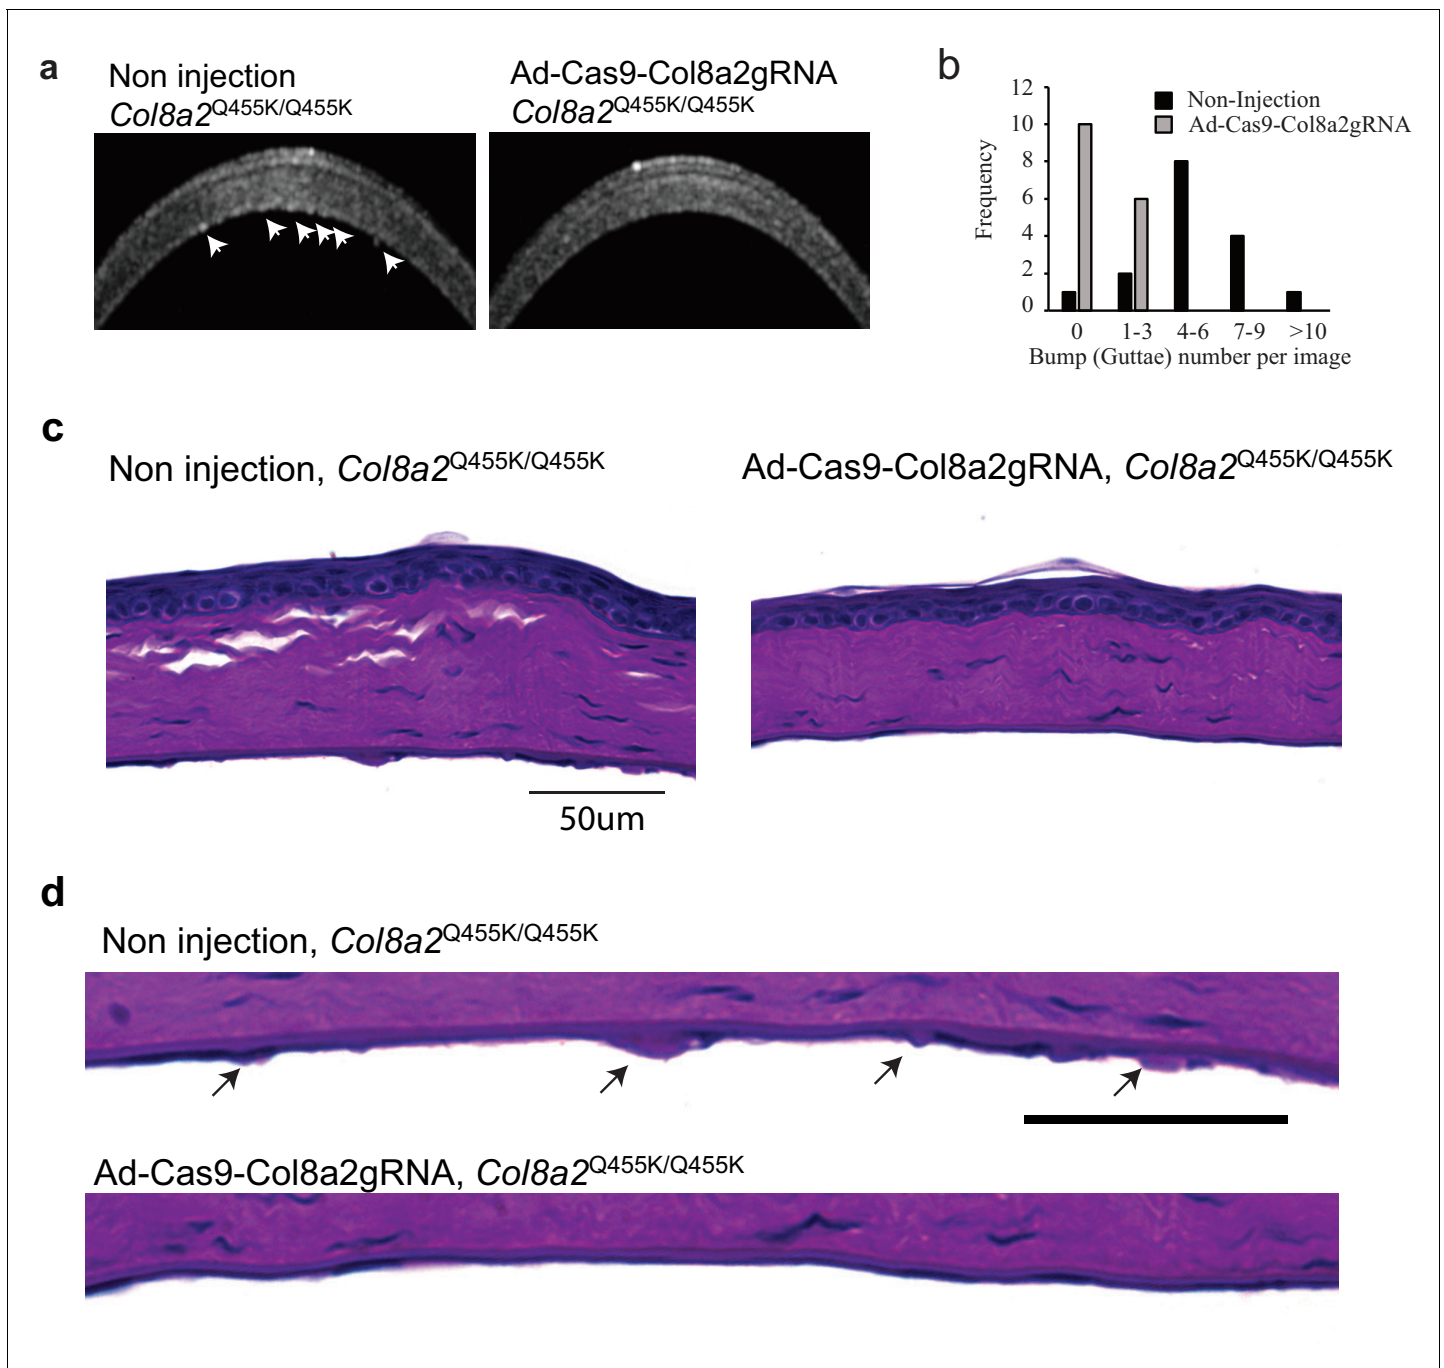 a
Non injection
Col8a2Q455K/Q455K
Ad-Cas9-Col8a2gRNA
Col8a2Q455K/Q455K
b
12
10
8
6
4
2
0
Frequency
Non-Injection
Ad-Cas9-Col8a2gRNA
0 1-3 4-6 7-9 >10
Bump (Guttae) number per image
c
Non injection, Col8a2Q455K/Q455K
Ad-Cas9-Col8a2gRNA, Col8a2Q455K/Q455K
50um
d
Non injection, Col8a2Q455K/Q455K
Ad-Cas9-Col8a2gRNA, Col8a2Q455K/Q455K